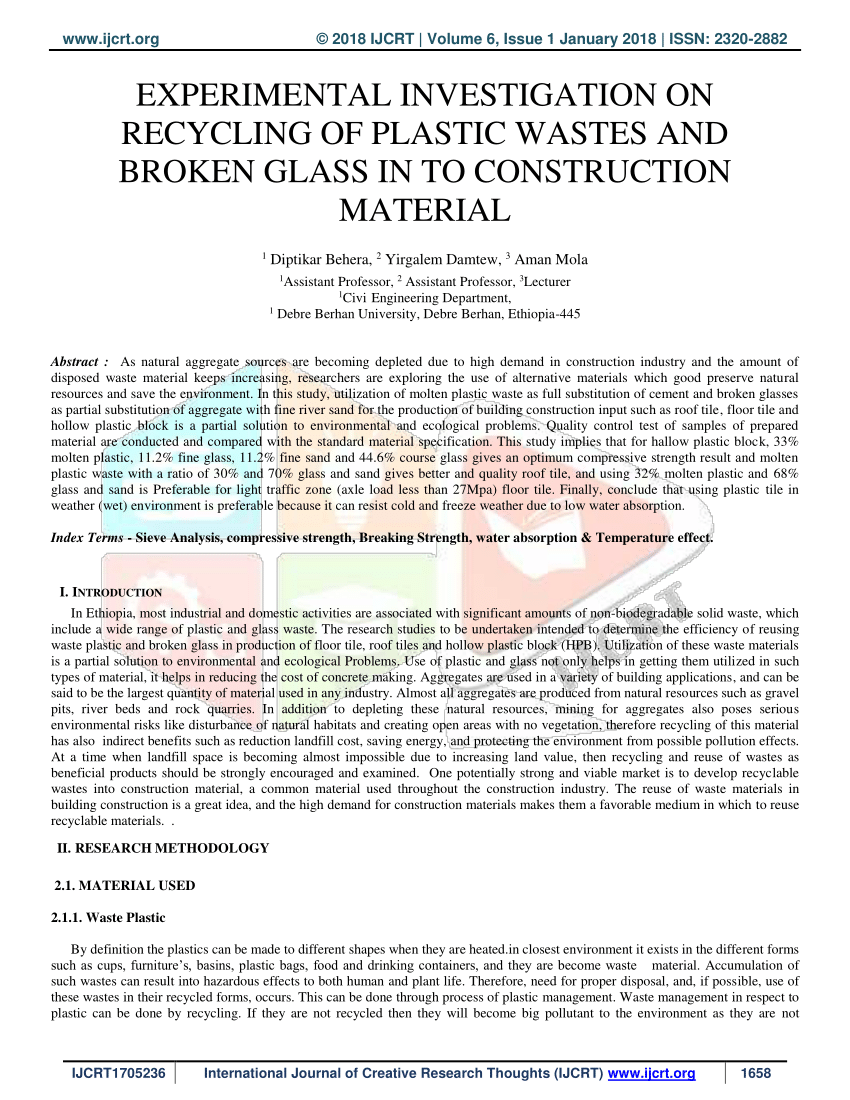 www.ijcrt.org © 2018 IJCRT | Volume 6, Issue 1 January 2018 | ISSN: 2320-2882
EXPERIMENTAL INVESTIGATION ON
RECYCLING OF PLASTIC WASTES AND
BROKEN GLASS IN TO CONSTRUCTION
MATERIAL
1 Diptikar Behera, 2 Yirgalem Damtew, 3 Aman Mola
1Assistant Professor, 2 Assistant Professor, 3Lecturer
1Civi Engineering Department,
1 Debre Berhan University, Debre Berhan, Ethiopia-445
Abstract : As natural aggregate sources are becoming depleted due to high demand in construction industry and the amount of
disposed waste material keeps increasing, researchers are exploring the use of alternative materials which good preserve natural
resources and save the environment. In this study, utilization of molten plastic waste as full substitution of cement and broken glasses
as partial substitution of aggregate with fine river sand for the production of building construction input such as roof tile, floor tile and
hollow plastic block is a partial solution to environmental and ecological problems. Quality control test of samples of prepared
material are conducted and compared with the standard material specification. This study implies that for hallow plastic block, 33%
molten plastic, 11.2% fine glass, 11.2% fine sand and 44.6% course glass gives an optimum compressive strength result and molten
plastic waste with a ratio of 30% and 70% glass and sand gives better and quality roof tile, and using 32% molten plastic and 68%
glass and sand is Preferable for light traffic zone (axle load less than 27Mpa) floor tile. Finally, conclude that using plastic tile in
weather (wet) environment is preferable because it can resist cold and freeze weather due to low water absorption.
Index Terms - Sieve Analysis, compressive strength, Breaking Strength, water absorption & Temperature effect.
I. INTRODUCTION
In Ethiopia, most industrial and domestic activities are associated with significant amounts of non-biodegradable solid waste, which
include a wide range of plastic and glass waste. The research studies to be undertaken intended to determine the efficiency of reusing
waste plastic and broken glass in production of floor tile, roof tiles and hollow plastic block (HPB). Utilization of these waste materials
is a partial solution to environmental and ecological Problems. Use of plastic and glass not only helps in getting them utilized in such
types of material, it helps in reducing the cost of concrete making. Aggregates are used in a variety of building applications, and can be
said to be the largest quantity of material used in any industry. Almost all aggregates are produced from natural resources such as gravel
pits, river beds and rock quarries. In addition to depleting these natural resources, mining for aggregates also poses serious
environmental risks like disturbance of natural habitats and creating open areas with no vegetation, therefore recycling of this material
has also indirect benefits such as reduction landfill cost, saving energy, and protecting the environment from possible pollution effects.
At a time when landfill space is becoming almost impossible due to increasing land value, then recycling and reuse of wastes as
beneficial products should be strongly encouraged and examined. One potentially strong and viable market is to develop recyclable
wastes into construction material, a common material used throughout the construction industry. The reuse of waste materials in
building construction is a great idea, and the high demand for construction materials makes them a favorable medium in which to reuse
recyclable materials. .
II. RESEARCH METHODOLOGY
2.1. MATERIAL USED
2.1.1. Waste Plastic
By definition the plastics can be made to different shapes when they are heated.in closest environment it exists in the different forms
such as cups, furniture's, basins, plastic bags, food and drinking containers, and they are become waste material. Accumulation of
such wastes can result into hazardous effects to both human and plant life. Therefore, need for proper disposal, and, if possible, use of
these wastes in their recycled forms, occurs. This can be done through process of plastic management. Waste management in respect to
plastic can be done by recycling. If they are not recycled then they will become big pollutant to the environment as they are not
IJCRT
IJCRT1705236 International Journal of Creative Research Thoughts (IJCRT) www.ijcrt.org 1658